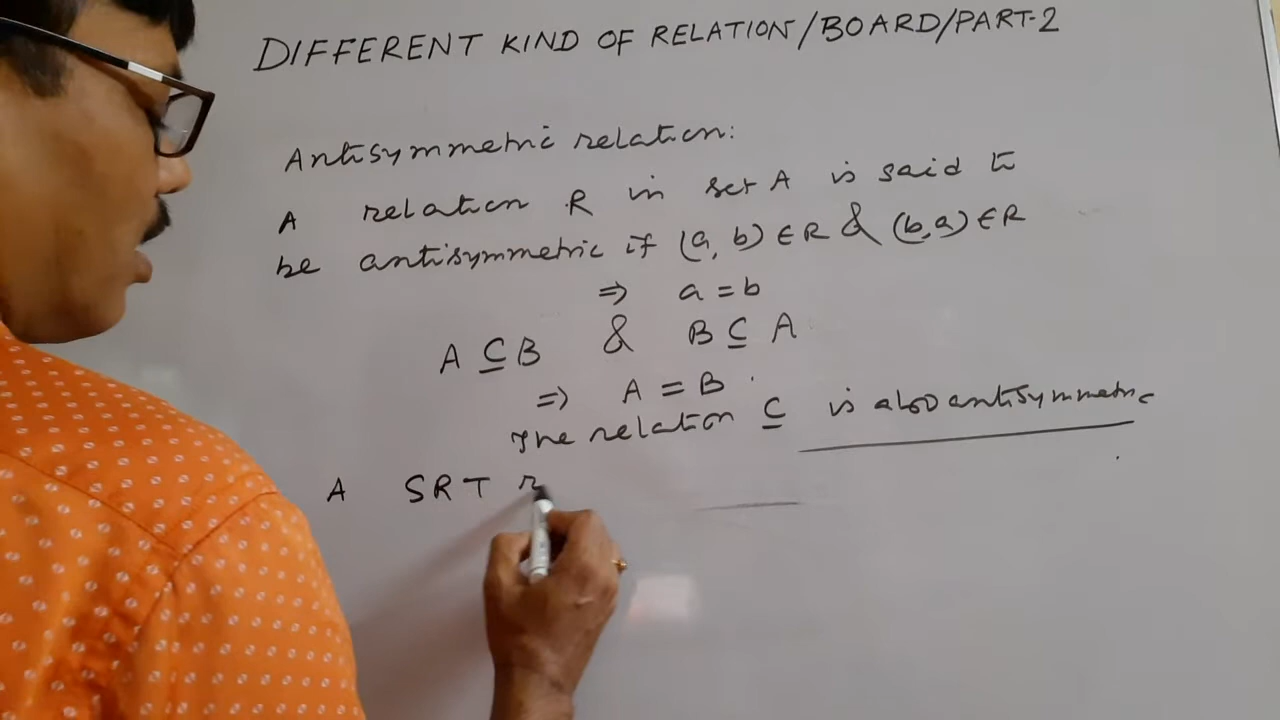 DIFFERENT KIND OF RELATION/BOARD/PART-2
Antisymmetric relation:
A relation R in set A is said to
be antisymmetric if (a, b) ∈ R & (b, a) ∈ R
⇒ a = b
A ⊆ B & B ⊆ A
⇒ A = B
The relation ⊆ is also antisymmetric
A SRT r